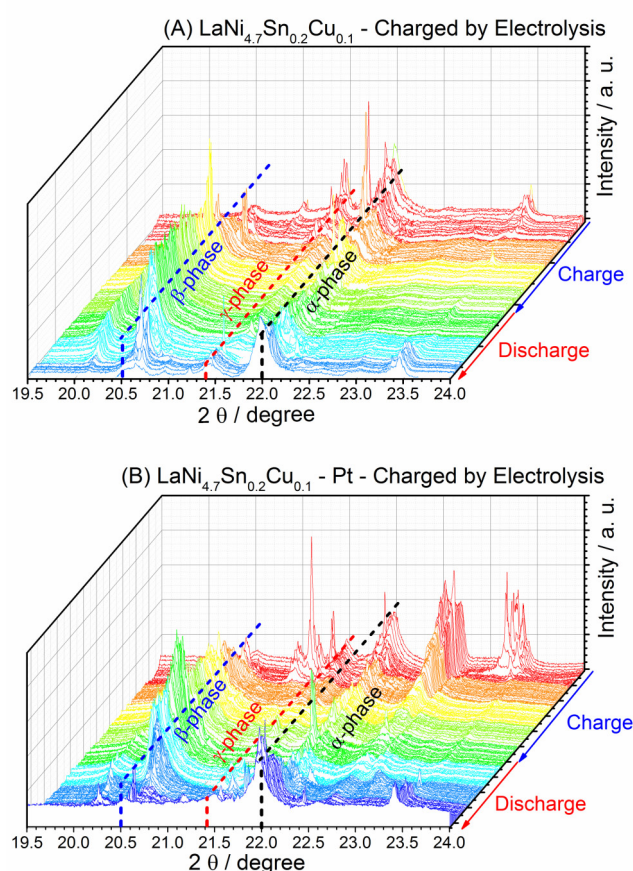 (A) LaNi₄.₇Sn₀.₂Cu₀.₁ - Charged by Electrolysis
Intensity / a. u.
β-phase
γ-phase
α-phase
Charge
Discharge
19.5 20.0 20.5 21.0 21.5 22.0 22.5 23.0 23.5 24.0
2 θ / degree
(B) LaNi₄.₇Sn₀.₂Cu₀.₁ - Pt - Charged by Electrolysis
Intensity / a. u.
β-phase
γ-phase
α-phase
Charge
Discharge
19.5 20.0 20.5 21.0 21.5 22.0 22.5 23.0 23.5 24.0
2 θ / degree